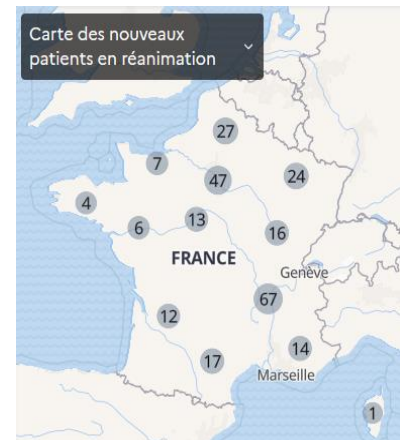 Carte des nouveaux
patients en réanimation
27
7
47
24
4
13
6
16
FRANCE
Genève
67
12
14
17
Marseille
1